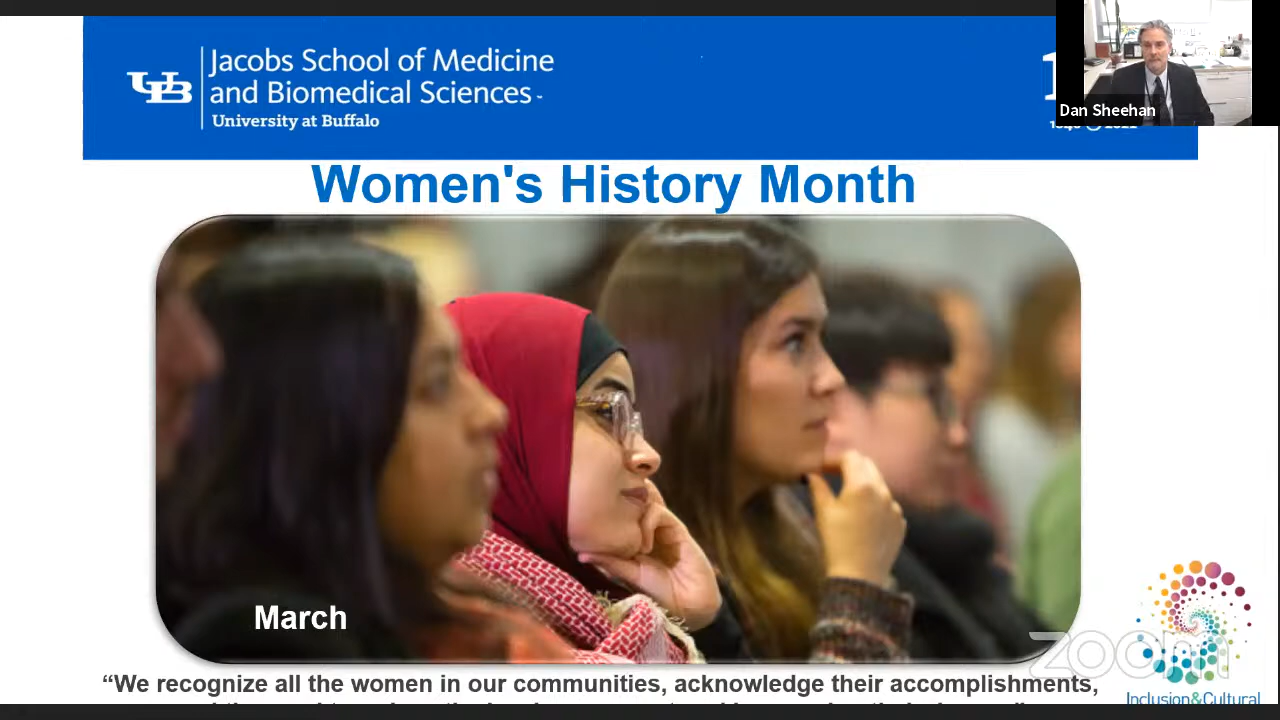 UB
Jacobs School of Medicine
and Biomedical Sciences
University at Buffalo
Dan Sheehan
Women's History Month
March
zoom
“We recognize all the women in our communities, acknowledge their accomplishments,
Inclusion&Cultural